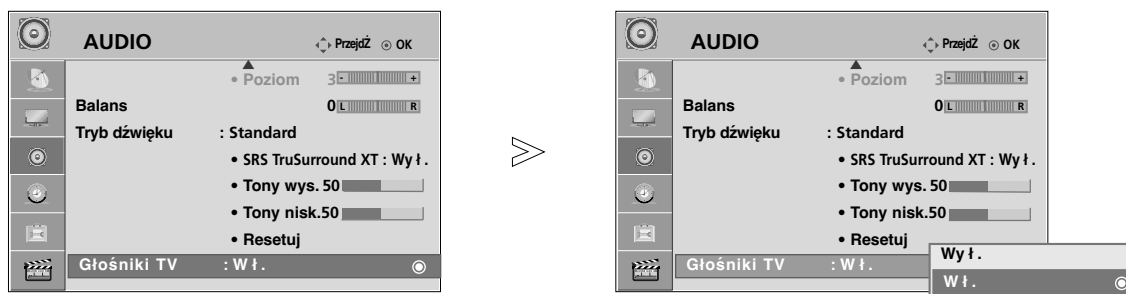 AUDIO PrzejdŹ OK
• Poziom 3 - +
Balans 0 L R
Tryb dźwięku : Standard
• SRS TruSurround XT : Wył.
• Tony wys. 50
• Tony nisk.50
• Resetuj
Głośniki TV : Wł.
>
AUDIO PrzejdŹ OK
• Poziom 3 - +
Balans 0 L R
Tryb dźwięku : Standard
• SRS TruSurround XT : Wył.
• Tony wys. 50
• Tony nisk.50
• Resetuj
Głośniki TV : Wł.
Wył.
Wł.